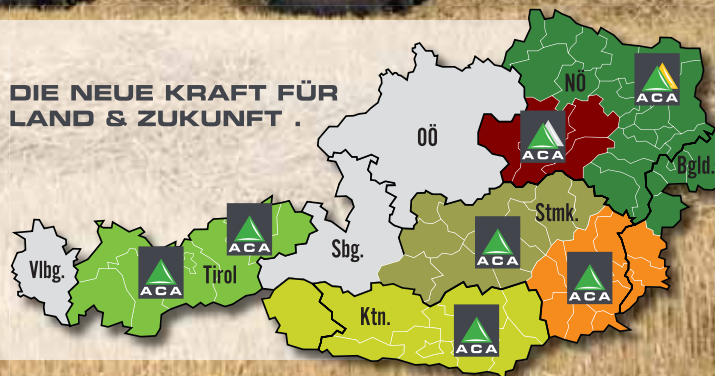 DIE NEUE KRAFT FÜR
LAND & ZUKUNFT .
NÖ
ACA
OÖ
ACA
Bgld.
Stmk.
ACA
ACA
Vlbg.
ACA
Tirol
Sbg.
ACA
ACA
Ktn.
ACA